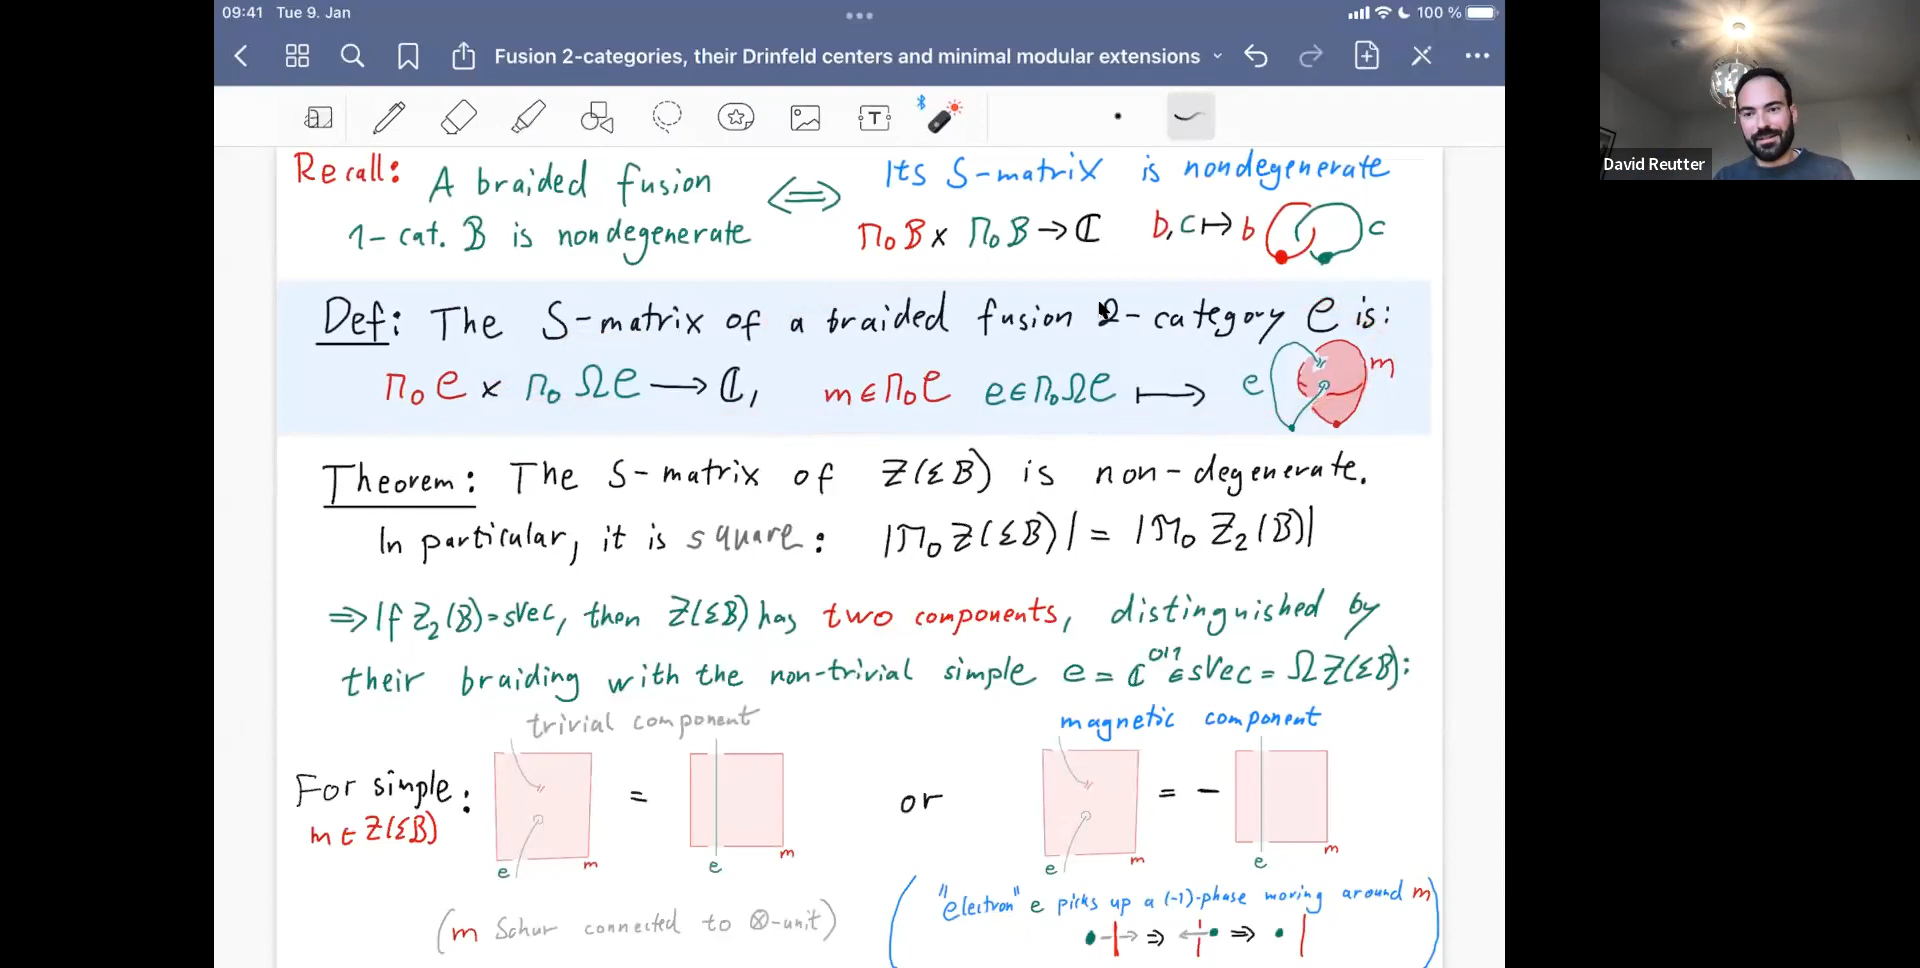 09:41 Tue 9. Jan
100 %
Fusion 2-categories, their Drinfeld centers and minimal modular extensions
David Reutter
Recall: A braided fusion 1-cat. B is nondegenerate ⟺ Its S-matrix is nondegenerate
π₀B × π₀B → ℂ b, c ↦ b c
Def: The S-matrix of a braided fusion 2-category C is:
π₀C × π₀ΩC → ℂ, m ∈ π₀C e ∈ π₀ΩC ↦ e m
Theorem: The S-matrix of Z(ΣB) is non-degenerate.
In particular, it is square: |π₀ Z(ΣB)| = |π₀ Z₂(B)|
⇒ If Z₂(B)=sVec, then Z(ΣB) has two components, distinguished by
their braiding with the non-trivial simple e = ℂ^{0|1} ∈ sVec = ΩZ(ΣB):
trivial component magnetic component
For simple: = or = −
m ∈ Z(ΣB)
e m e m e m e m
(m Schur connected to ⊗-unit)
"electron" e picks up a (-1)-phase moving around m
⇒ ⇒